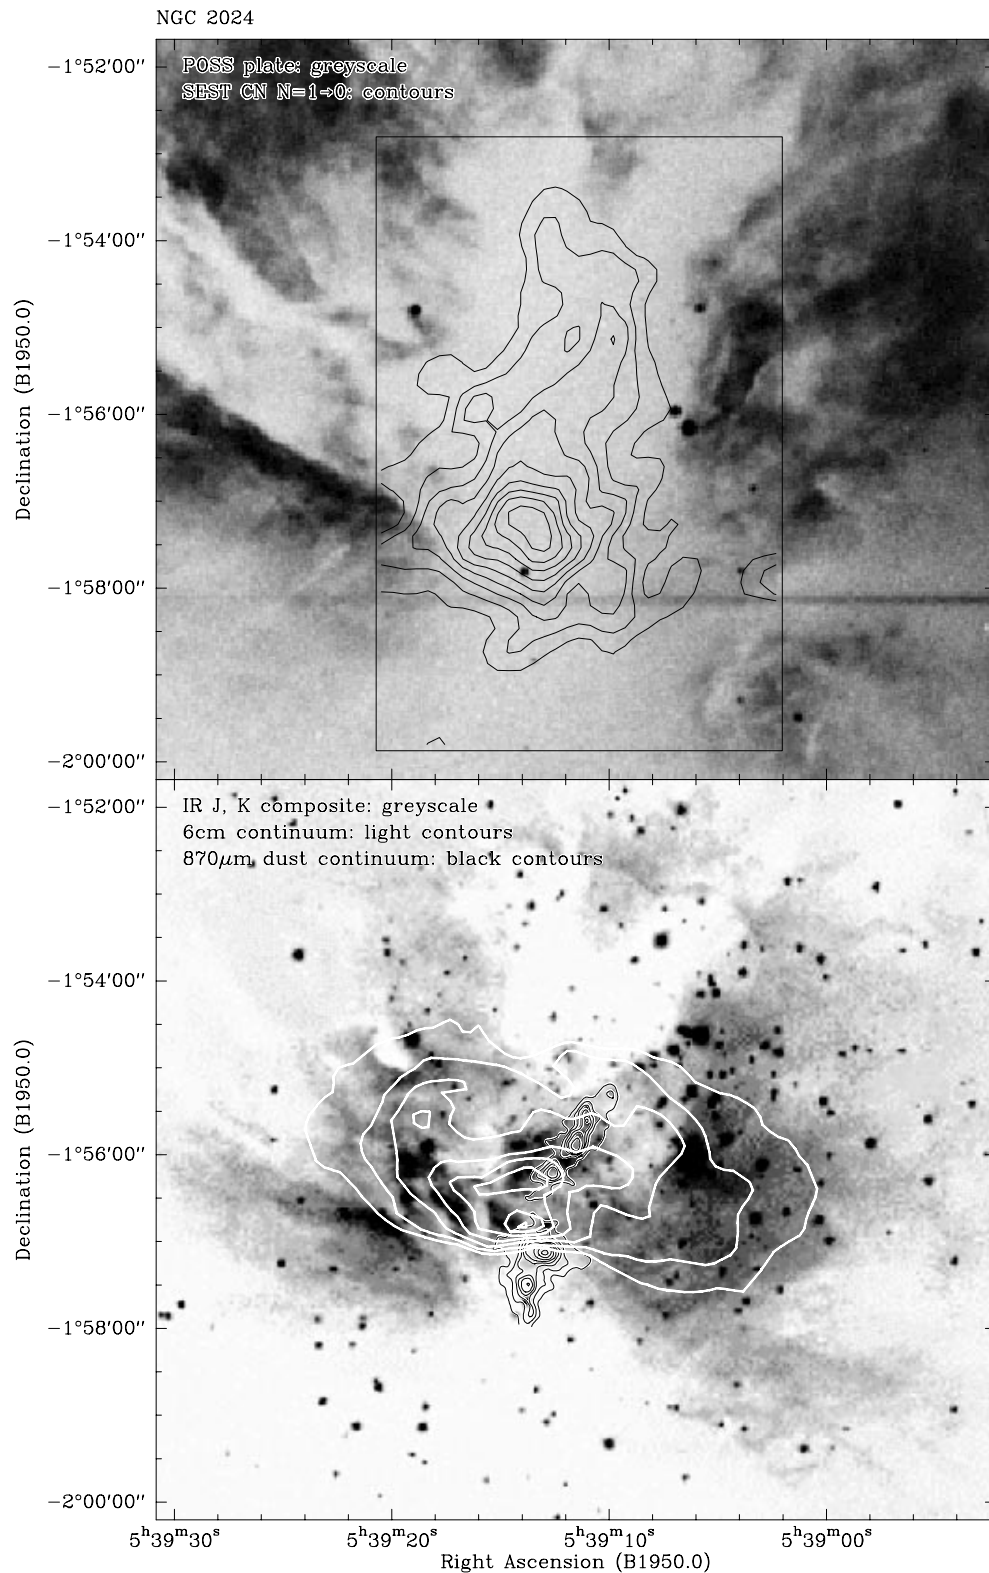 NGC 2024
POSS plate: greyscale
SEST CN N=1→0: contours
−1°52′00′′
−1°54′00′′
−1°56′00′′
−1°58′00′′
−2°00′00′′
Declination (B1950.0)
IR J, K composite: greyscale
6cm continuum: light contours
870μm dust continuum: black contours
−1°52′00′′
−1°54′00′′
−1°56′00′′
−1°58′00′′
−2°00′00′′
Declination (B1950.0)
5ʰ39ᵐ30ˢ 5ʰ39ᵐ20ˢ 5ʰ39ᵐ10ˢ 5ʰ39ᵐ00ˢ
Right Ascension (B1950.0)